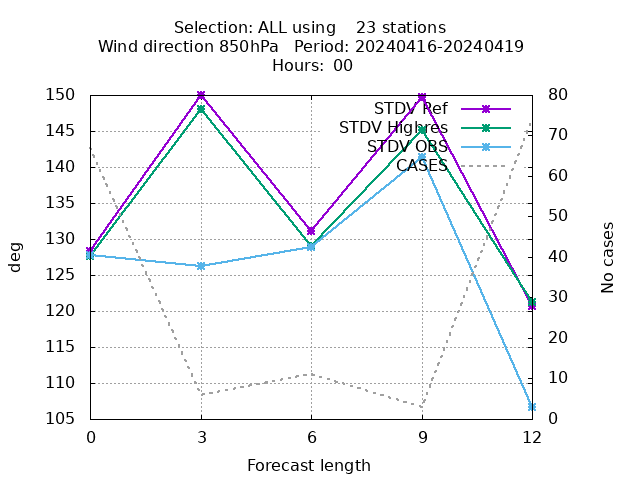 Selection: ALL using    23 stations
Wind direction 850hPa   Period: 20240416-20240419
Hours:  00
STDV Ref
STDV Highres
STDV OBS
CASES
150
145
140
135
130
125
120
115
110
105
80
70
60
50
40
30
20
10
0
deg
No cases
0 3 6 9 12
Forecast length